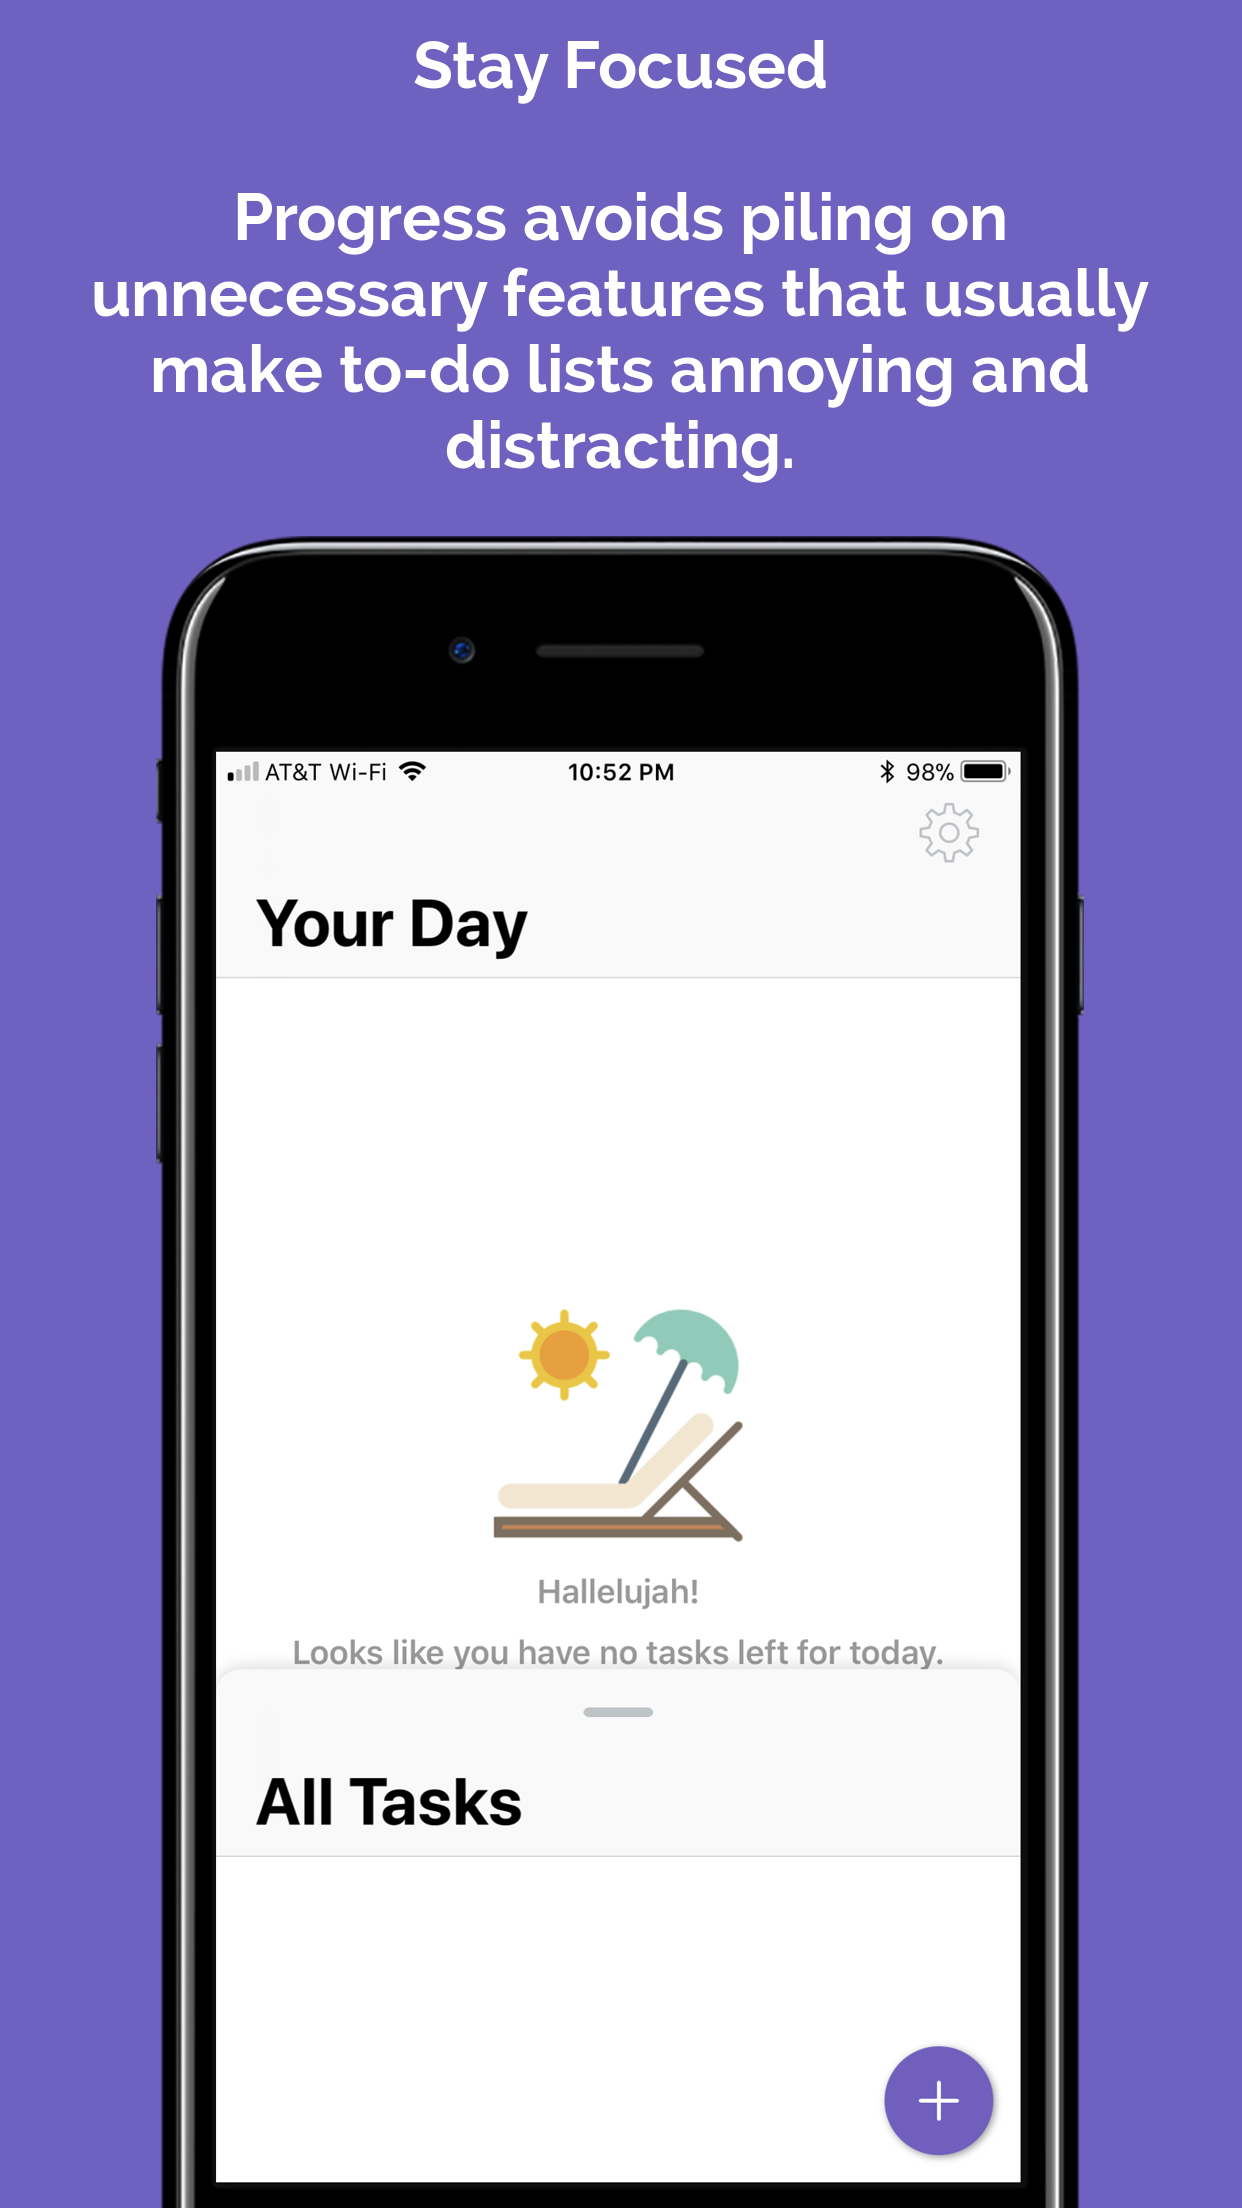 Stay Focused
Progress avoids piling on
unnecessary features that usually
make to-do lists annoying and
distracting.
AT&T Wi-Fi 10:52 PM 98%
Your Day
Hallelujah!
Looks like you have no tasks left for today.
All Tasks